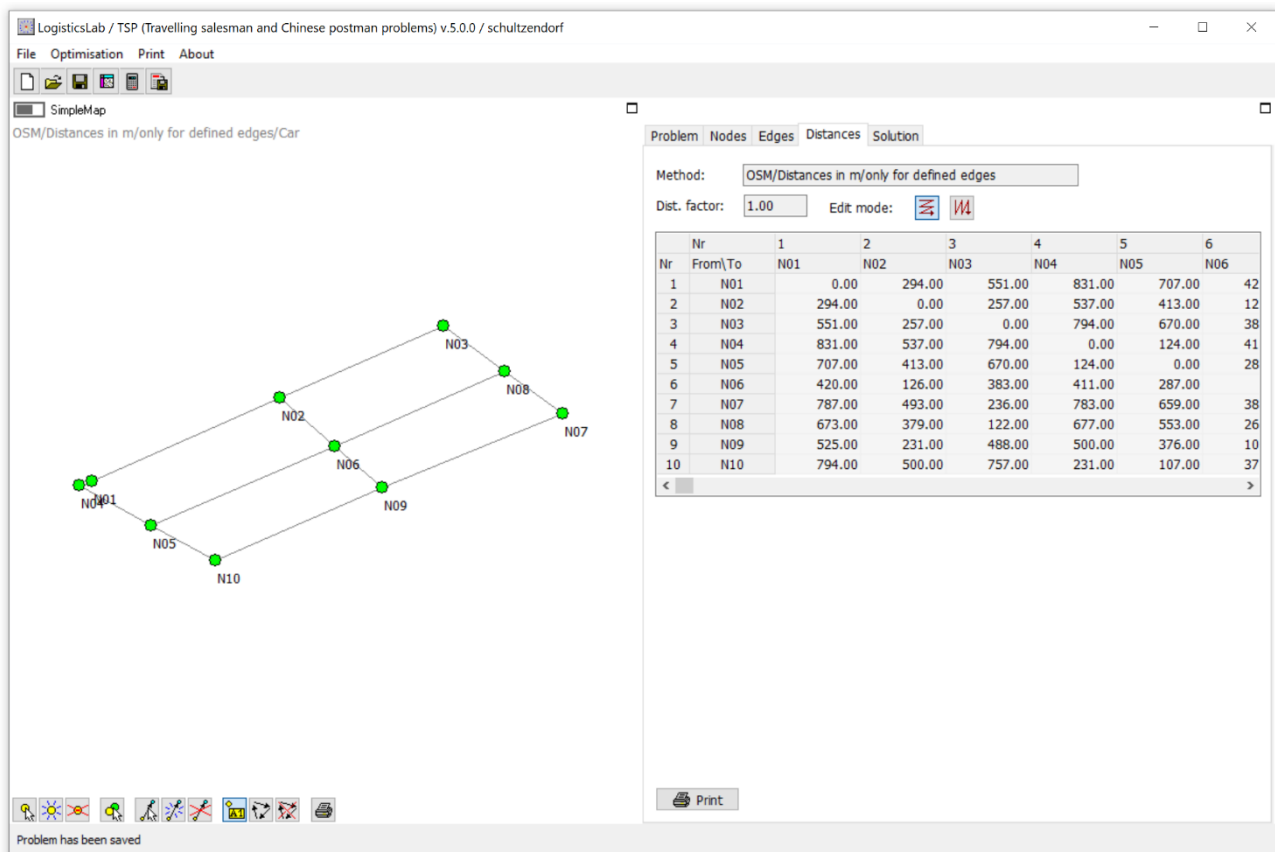 LogisticsLab / TSP (Travelling salesman and Chinese postman problems) v.5.0.0 / schultzendorf
File Optimisation Print About
SimpleMap
OSM/Distances in m/only for defined edges/Car
N03
N08
N02
N07
N06
N04
N01
N09
N05
N10
Problem Nodes Edges Distances Solution
Method: OSM/Distances in m/only for defined edges
Dist. factor: 1.00 Edit mode:
Nr 1 2 3 4 5 6
Nr From\To N01 N02 N03 N04 N05 N06
1 N01 0.00 294.00 551.00 831.00 707.00 42
2 N02 294.00 0.00 257.00 537.00 413.00 12
3 N03 551.00 257.00 0.00 794.00 670.00 38
4 N04 831.00 537.00 794.00 0.00 124.00 41
5 N05 707.00 413.00 670.00 124.00 0.00 28
6 N06 420.00 126.00 383.00 411.00 287.00
7 N07 787.00 493.00 236.00 783.00 659.00 38
8 N08 673.00 379.00 122.00 677.00 553.00 26
9 N09 525.00 231.00 488.00 500.00 376.00 10
10 N10 794.00 500.00 757.00 231.00 107.00 37
Print
Problem has been saved